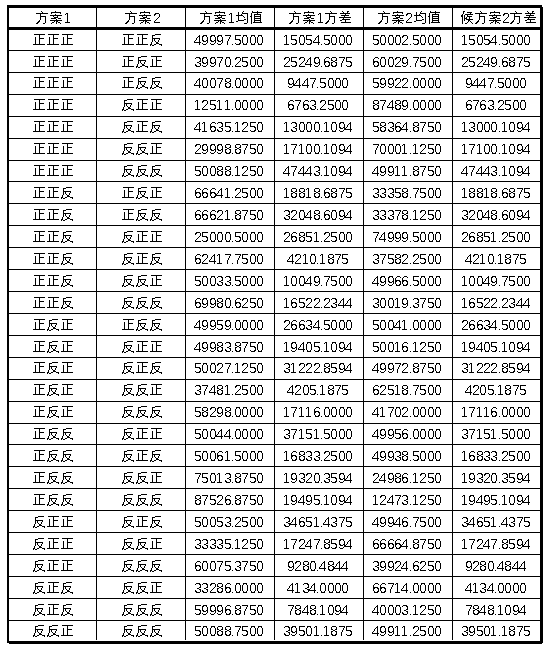 方案1 方案2 方案1均值 方案1方差 方案2均值 候方案2方差
正正正 正正反 49997.5000 15054.5000 50002.5000 15054.5000
正正正 正反正 39970.2500 25249.6875 60029.7500 25249.6875
正正正 正反反 40078.0000 9447.5000 59922.0000 9447.5000
正正正 反正正 12511.0000 6763.2500 87489.0000 6763.2500
正正正 反正反 41635.1250 13000.1094 58364.8750 13000.1094
正正正 反反正 29998.8750 17100.1094 70001.1250 17100.1094
正正正 反反反 50088.1250 47443.1094 49911.8750 47443.1094
正正反 正反正 66641.2500 18818.6875 33358.7500 18818.6875
正正反 反正正 66621.8750 32048.6094 33378.1250 32048.6094
正正反 反正正 25000.5000 26851.2500 74999.5000 26851.2500
正正反 反正反 62417.7500 4210.1875 37582.2500 4210.1875
正正反 反反正 50033.5000 10049.7500 49966.5000 10049.7500
正正反 反反反 69980.6250 16522.2344 30019.3750 16522.2344
正反正 正反反 49959.0000 26634.5000 50041.0000 26634.5000
正反正 反正正 49983.8750 19405.1094 50016.1250 19405.1094
正反正 反正反 50027.1250 31222.8594 49972.8750 31222.8594
正反正 反反正 37481.2500 4205.1875 62518.7500 4205.1875
正反正 反反反 58298.0000 17116.0000 41702.0000 17116.0000
正反反 反正正 50044.0000 37151.5000 49956.0000 37151.5000
正反反 反正反 50061.5000 16833.2500 49938.5000 16833.2500
正反反 反反正 75013.8750 19320.3594 24986.1250 19320.3594
正反反 反反反 87526.8750 19495.1094 12473.1250 19495.1094
反正正 反正反 50053.2500 34651.4375 49946.7500 34651.4375
反正正 反反正 33335.1250 17247.8594 66664.8750 17247.8594
反正正 反反反 60075.3750 9280.4844 39924.6250 9280.4844
反正反 反反正 33286.0000 4134.0000 66714.0000 4134.0000
反正反 反反反 59996.8750 7848.1094 40003.1250 7848.1094
反反正 反反反 50088.7500 39501.1875 49911.2500 39501.1875